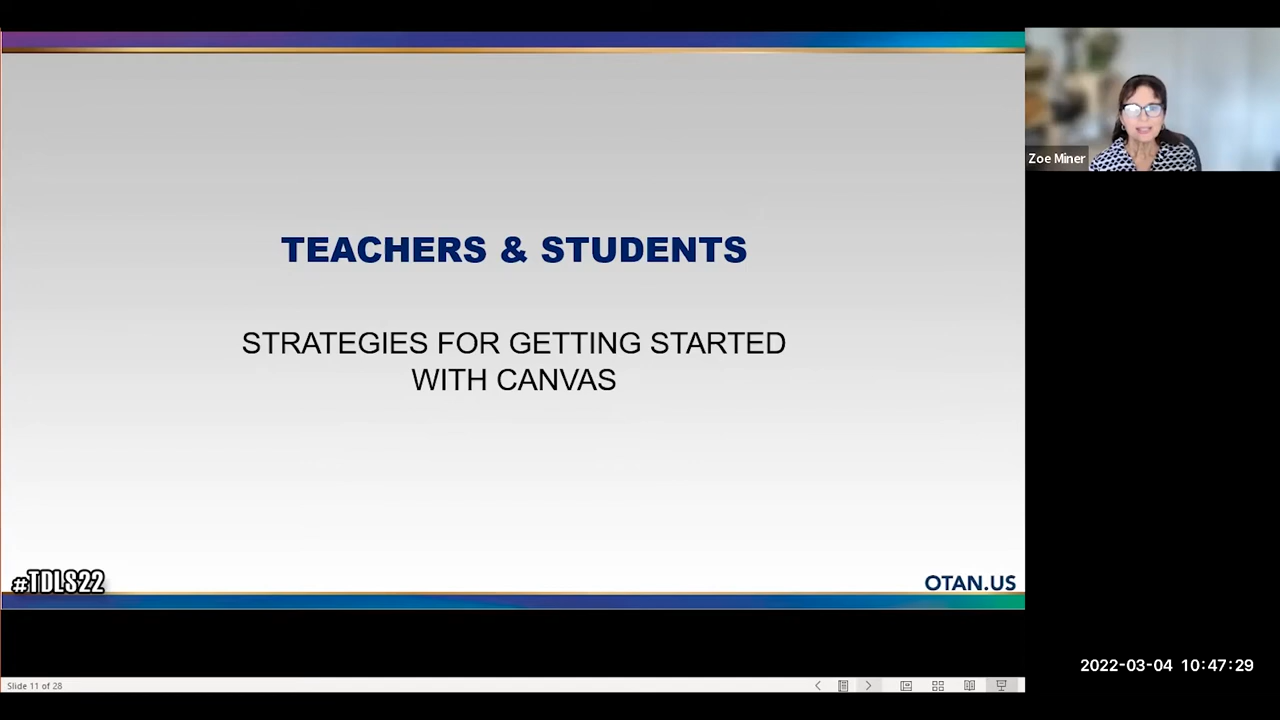 TEACHERS & STUDENTS
STRATEGIES FOR GETTING STARTED
WITH CANVAS
#TDLS22
OTAN.US
Zoe Miner
2022-03-04 10:47:29
Slide 11 of 28